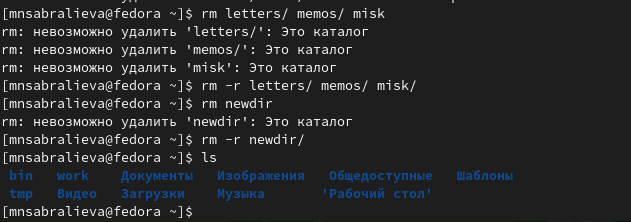 [mnsabralieva@fedora ~]$ rm letters/ memos/ misk
rm: невозможно удалить 'letters/': Это каталог
rm: невозможно удалить 'memos/': Это каталог
rm: невозможно удалить 'misk': Это каталог
[mnsabralieva@fedora ~]$ rm -r letters/ memos/ misk/
[mnsabralieva@fedora ~]$ rm newdir
rm: невозможно удалить 'newdir': Это каталог
[mnsabralieva@fedora ~]$ rm -r newdir/
[mnsabralieva@fedora ~]$ ls
bin work Документы Изображения Общедоступные Шаблоны
tmp Видео Загрузки Музыка 'Рабочий стол'
[mnsabralieva@fedora ~]$